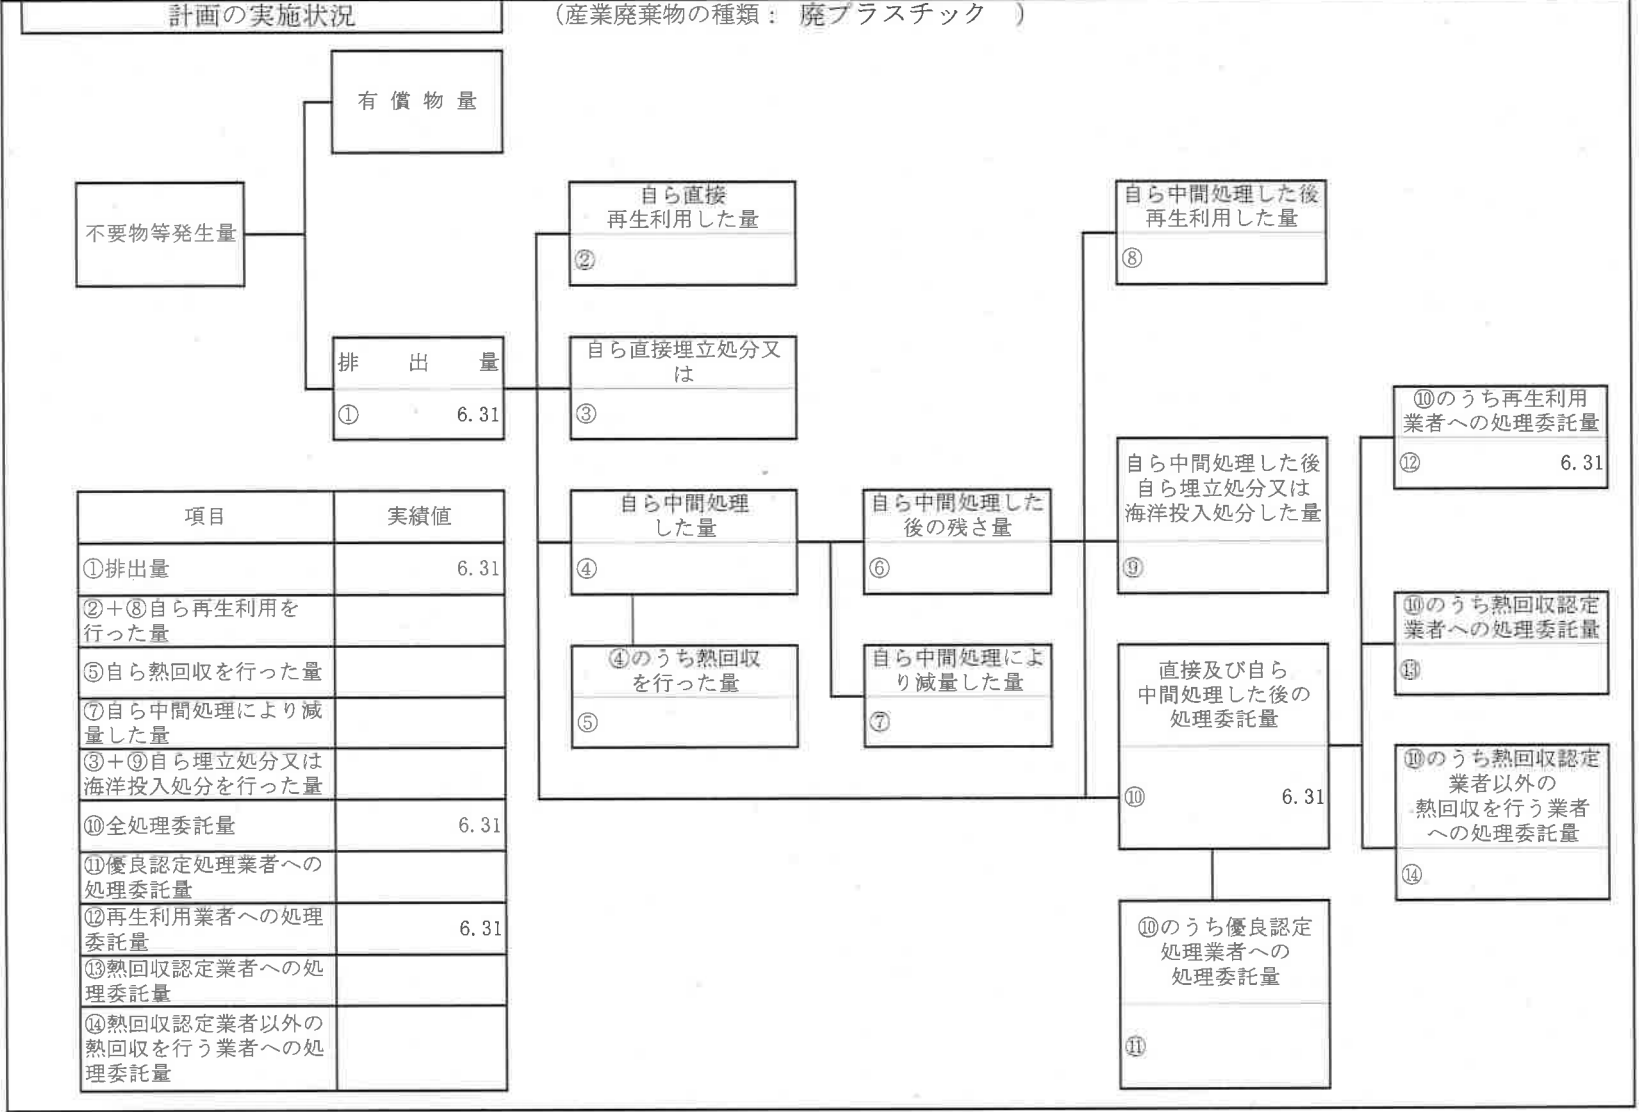 計画の実施状況
（産業廃棄物の種類： 廃プラスチック ）
有償物量
不要物等発生量
排出量
① 6.31
自ら直接
再生利用した量
②
自ら直接埋立処分又
は
③
自ら中間処理
した量
④
④のうち熱回収
を行った量
⑤
自ら中間処理した
後の残さ量
⑥
自ら中間処理によ
り減量した量
⑦
自ら中間処理した後
再生利用した量
⑧
自ら中間処理した後
自ら埋立処分又は
海洋投入処分した量
⑨
直接及び自ら
中間処理した後の
処理委託量
⑩ 6.31
⑩のうち優良認定
処理業者への
処理委託量
⑪
⑩のうち再生利用
業者への処理委託量
⑫ 6.31
⑩のうち熱回収認定
業者への処理委託量
⑬
⑩のうち熱回収認定
業者以外の
熱回収を行う業者
への処理委託量
⑭
項目 実績値
①排出量 6.31
②＋⑧自ら再生利用を
行った量
⑤自ら熱回収を行った量
⑦自ら中間処理により減
量した量
③＋⑨自ら埋立処分又は
海洋投入処分を行った量
⑩全処理委託量 6.31
⑪優良認定処理業者への
処理委託量
⑫再生利用業者への処理
委託量 6.31
⑬熱回収認定業者への処
理委託量
⑭熱回収認定業者以外の
熱回収を行う業者への処
理委託量